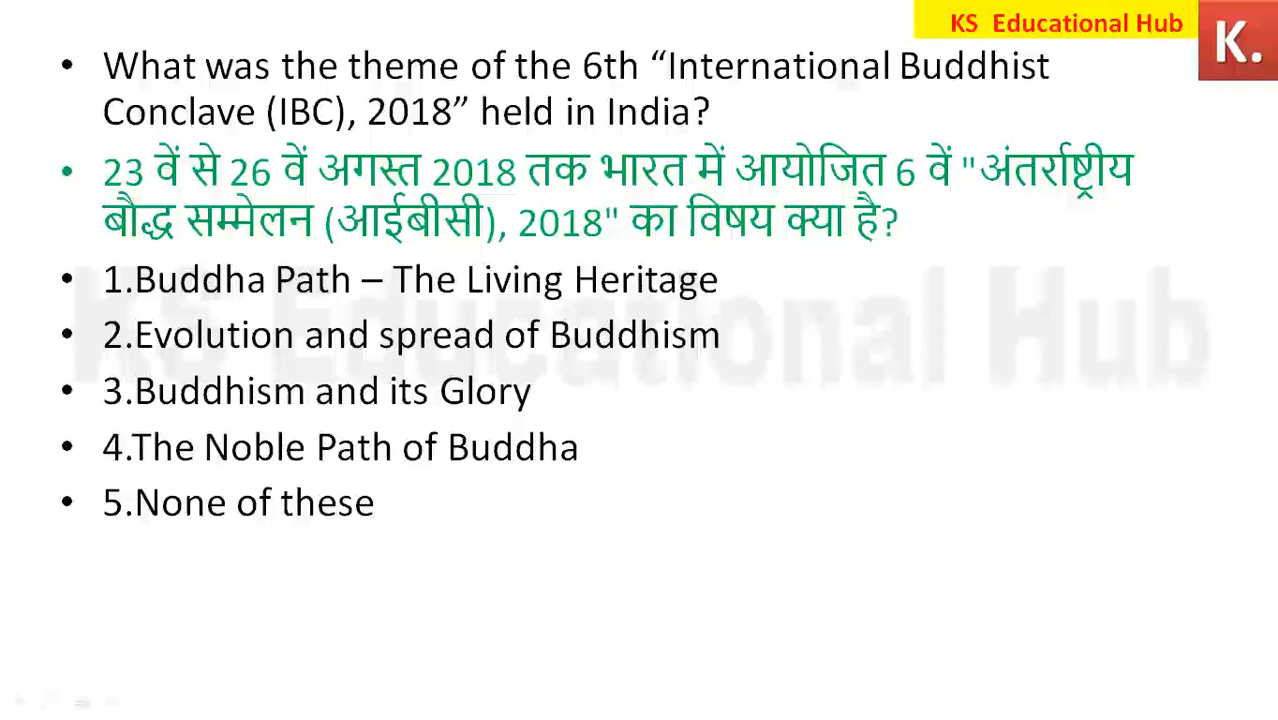 KS Educational Hub
K.
• What was the theme of the 6th “International Buddhist
Conclave (IBC), 2018” held in India?
• 23 वें से 26 वें अगस्त 2018 तक भारत में आयोजित 6 वें "अंतर्राष्ट्रीय
बौद्ध सम्मेलन (आईबीसी), 2018" का विषय क्या है?
• 1.Buddha Path – The Living Heritage
• 2.Evolution and spread of Buddhism
• 3.Buddhism and its Glory
• 4.The Noble Path of Buddha
• 5.None of these
KS Educational Hub